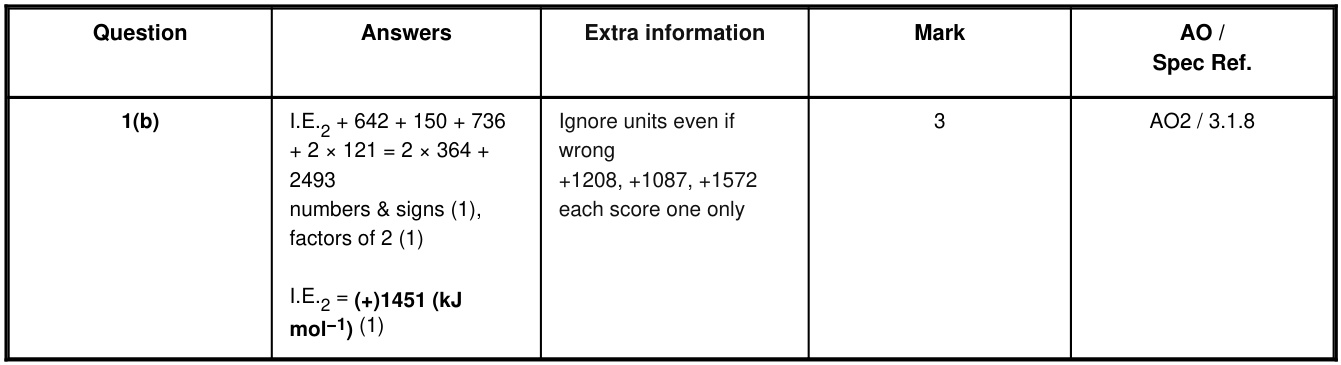 Question Answers Extra information Mark AO /
Spec Ref.
1(b)
I.E.2 + 642 + 150 + 736
+ 2 × 121 = 2 × 364 +
2493
numbers & signs (1),
factors of 2 (1)
I.E.2 = (+)1451 (kJ
mol–1) (1)
Ignore units even if
wrong
+1208, +1087, +1572
each score one only
3
AO2 / 3.1.8